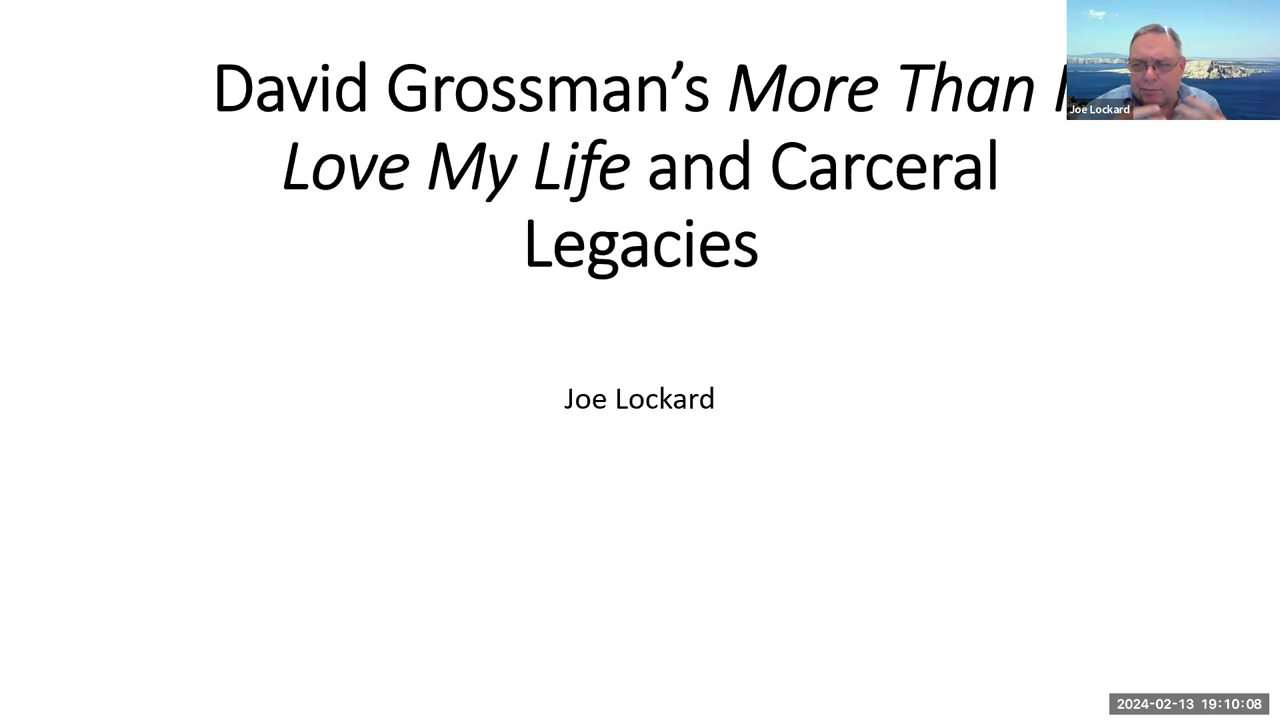 David Grossman’s More Than
Love My Life and Carceral
Legacies
Joe Lockard
Joe Lockard
2024-02-13 19:10:08